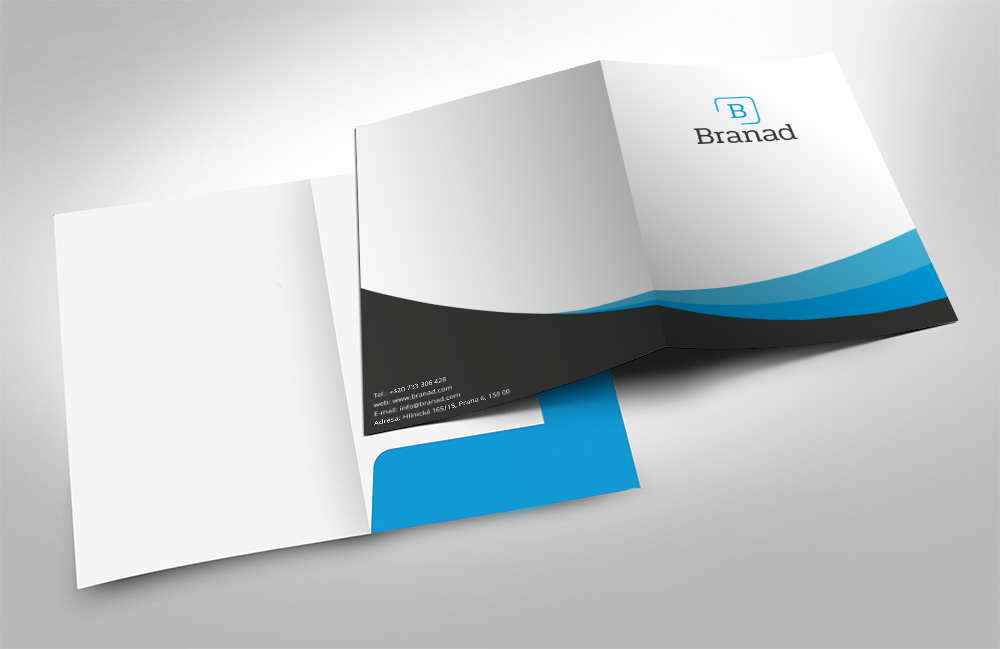 B
Branad
Tel.: +420 733 306 428
web: www.branad.com
E-mail: info@branad.com
Adresa: Hlinická 165/15, Praha 6, 158 00